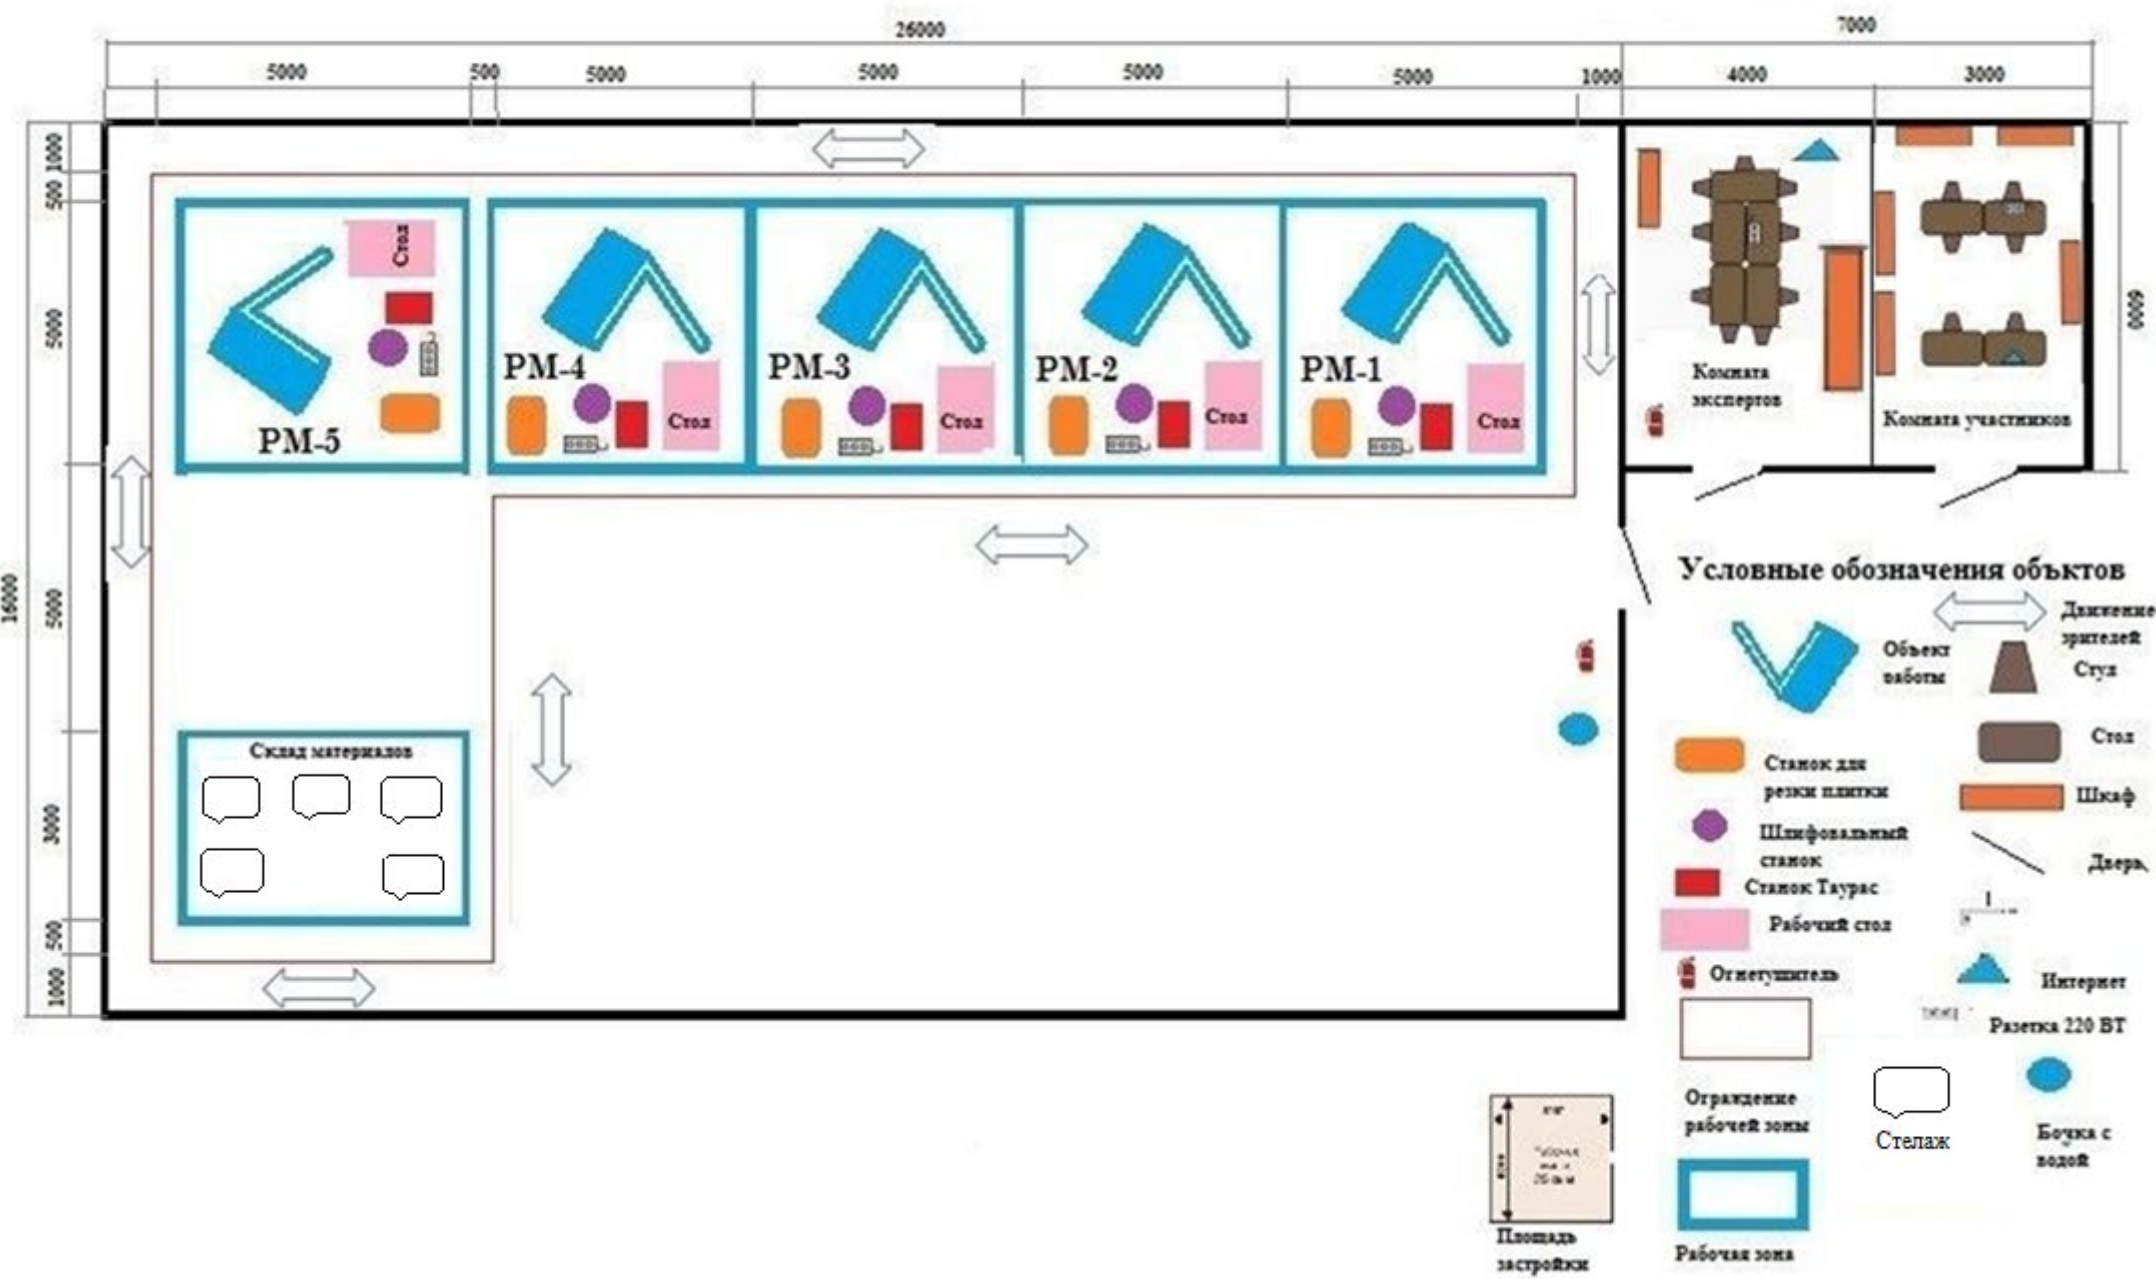 26000
7000
5000
500
5000
5000
5000
5000
1000
4000
3000
1000
500
5000
5000
3000
500
1000
16000
6000
Стол
РМ-5
РМ-4
Стол
РМ-3
Стол
РМ-2
Стол
РМ-1
Стол
Комната
экспертов
Комната участников
Склад материалов
Условные обозначения объктов
Объект
работы
Движение
зрителей
Стул
Стол
Шкаф
Дверь,
Станок для
резки плитки
Шлифовальный
станок
Станок Таурас
Рабочий стол
Огнетушитель
Интернет
Разетка 220 ВТ
Ограждение
рабочей зоны
Стелаж
Бочка с
водой
Рабочая зона
Площадь
застройки